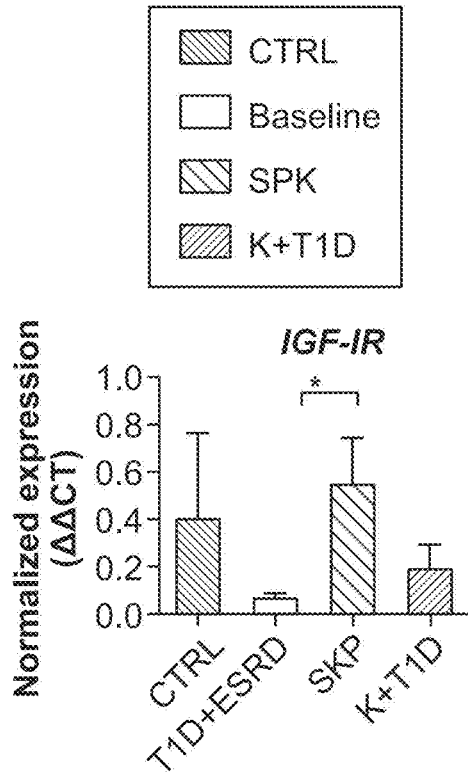 CTRL
Baseline
SPK
K+T1D
IGF-IR
*
Normalized expression
(ΔΔCT)
1.0
0.8
0.6
0.4
0.2
0.0
CTRL
T1D+ESRD
SKP
K+T1D